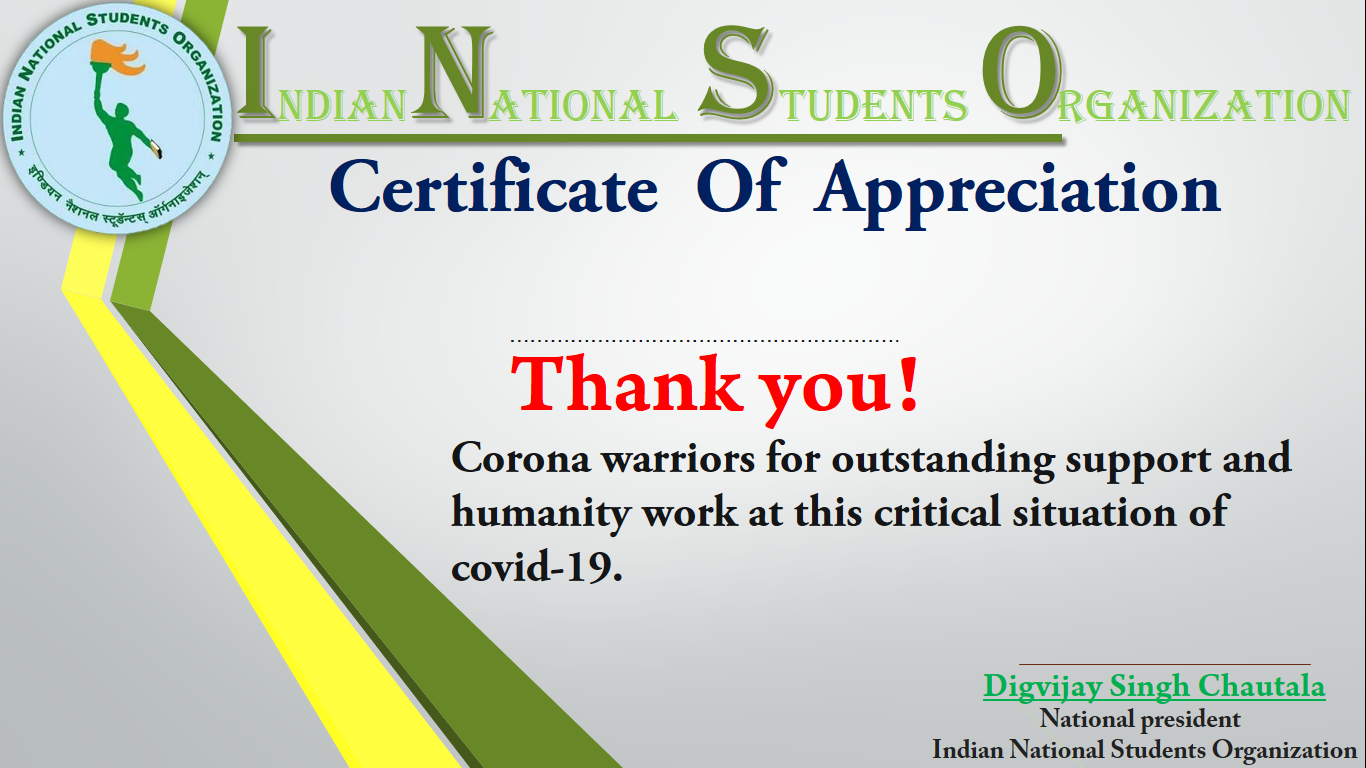 INDIAN NATIONAL STUDENTS ORGANIZATION
इण्डियन नैशनल स्टूडॅन्टस् ऑर्गनाइजेशन्
INDIAN NATIONAL STUDENTS ORGANIZATION
Certificate Of Appreciation
Thank you!
Corona warriors for outstanding support and
humanity work at this critical situation of
covid-19.
Digvijay Singh Chautala
National president
Indian National Students Organization